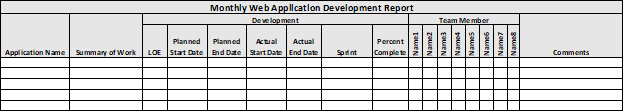 Monthly Web Application Development Report
Development Team Member
Application Name Summary of Work LOE Planned Start Date Planned End Date Actual Start Date Actual End Date Sprint Percent Complete Name1 Name2 Name3 Name4 Name5 Name6 Name7 Name8 Comments